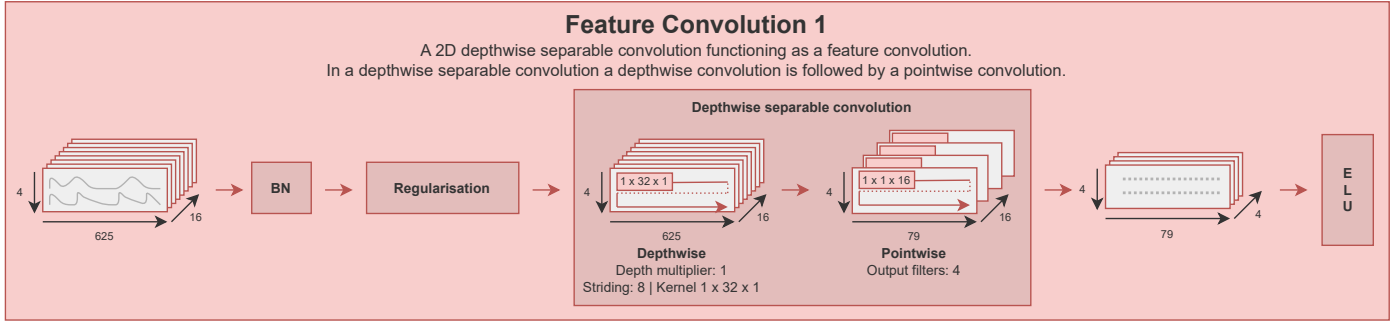 Feature Convolution 1
A 2D depthwise separable convolution functioning as a feature convolution.
In a depthwise separable convolution a depthwise convolution is followed by a pointwise convolution.
4
625
16
BN
Regularisation
Depthwise separable convolution
4
1 x 32 x 1
625
16
Depthwise
Depth multiplier: 1
Striding: 8 | Kernel 1 x 32 x 1
4
1 x 1 x 16
79
16
Pointwise
Output filters: 4
4
79
4
E
L
U